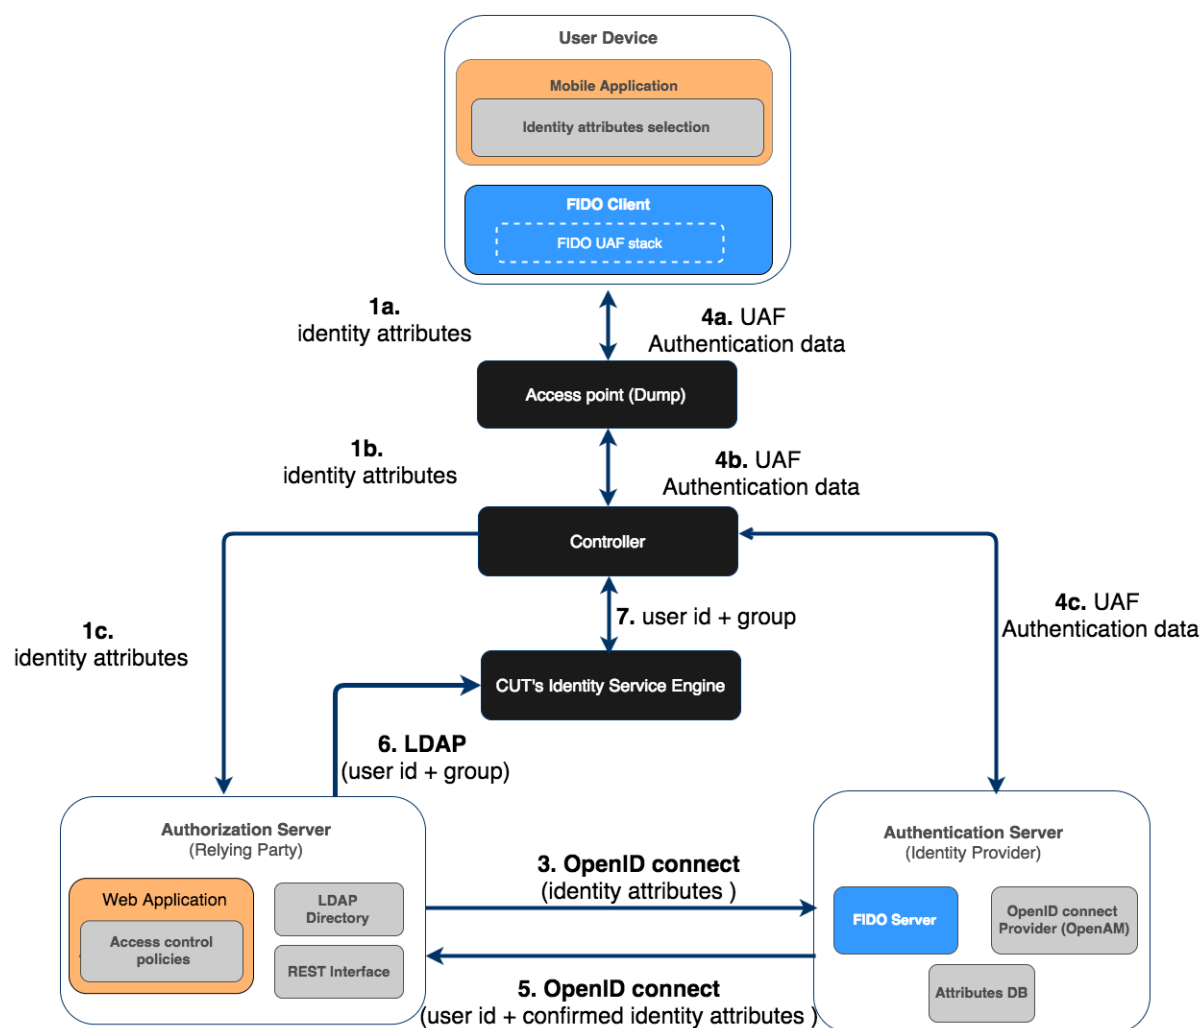 User Device
Mobile Application
Identity attributes selection
FIDO Client
FIDO UAF stack
1a.
identity attributes
4a. UAF
Authentication data
Access point (Dump)
1b.
identity attributes
4b. UAF
Authentication data
Controller
7. user id + group
1c.
identity attributes
4c. UAF
Authentication data
CUT's Identity Service Engine
6. LDAP
(user id + group)
Authorization Server
(Relying Party)
Web Application
Access control
policies
LDAP
Directory
REST Interface
3. OpenID connect
(identity attributes )
5. OpenID connect
(user id + confirmed identity attributes )
Authentication Server
(Identity Provider)
FIDO Server
OpenID connect
Provider (OpenAM)
Attributes DB